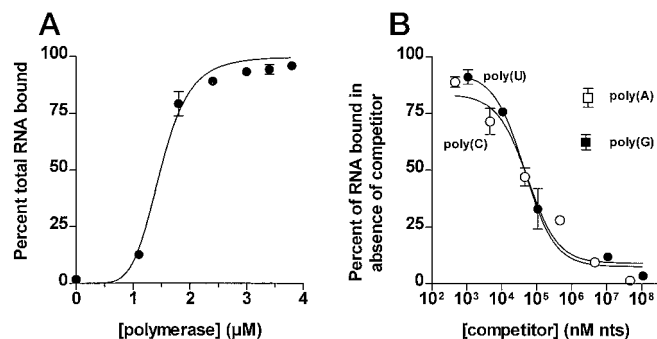 A
Percent total RNA bound
100
75
50
25
0
0
1
2
3
4
[polymerase] (µM)
B
Percent of RNA bound in
absence of competitor
100
75
50
25
0
poly(U)
poly(C)
poly(A)
poly(G)
10² 10³ 10⁴ 10⁵ 10⁶ 10⁷ 10⁸
[competitor] (nM nts)